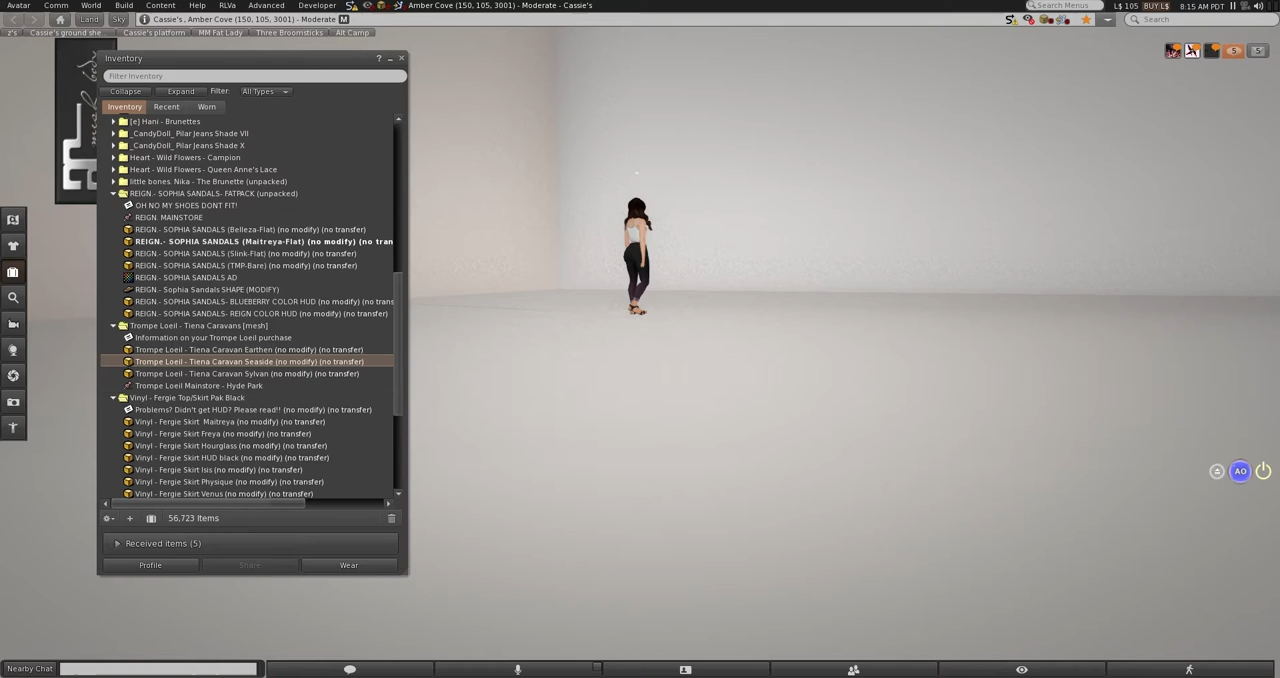 Avatar Comm World Build Content Help RLVa Advanced Developer Amber Cove (150, 105, 3001) - Moderate - Cassie's Search Menus L$ 105 BUY L$ 8:15 AM PDT
Land Sky Cassie's , Amber Cove (150, 105, 3001) - Moderate M Search
z's Cassie's ground she... Cassie's platform MM Fat Lady Three Broomsticks Alt Camp
5 5
Inventory ?
Filter Inventory
Collapse Expand Filter: All Types
Inventory Recent Worn
[e] Hani - Brunettes
_CandyDoll_ Pilar Jeans Shade VII
_CandyDoll_ Pilar Jeans Shade X
Heart - Wild Flowers - Campion
Heart - Wild Flowers - Queen Anne's Lace
little bones. Nika - The Brunette (unpacked)
REIGN.- SOPHIA SANDALS- FATPACK (unpacked)
OH NO MY SHOES DONT FIT!
REIGN. MAINSTORE
REIGN.- SOPHIA SANDALS (Belleza-Flat) (no modify) (no transfer)
REIGN.- SOPHIA SANDALS (Maitreya-Flat) (no modify) (no tran
REIGN.- SOPHIA SANDALS (Slink-Flat) (no modify) (no transfer)
REIGN.- SOPHIA SANDALS (TMP-Bare) (no modify) (no transfer)
REIGN.- SOPHIA SANDALS AD
REIGN.- Sophia Sandals SHAPE (MODIFY)
REIGN.- SOPHIA SANDALS- BLUEBERRY COLOR HUD (no modify) (no trans
REIGN.- SOPHIA SANDALS- REIGN COLOR HUD (no modify) (no transfer)
Trompe Loeil - Tiena Caravans [mesh]
Information on your Trompe Loeil purchase
Trompe Loeil - Tiena Caravan Earthen (no modify) (no transfer)
Trompe Loeil - Tiena Caravan Seaside (no modify) (no transfer)
Trompe Loeil - Tiena Caravan Sylvan (no modify) (no transfer)
Trompe Loeil Mainstore - Hyde Park
Vinyl - Fergie Top/Skirt Pak Black
Problems? Didn't get HUD? Please read!! (no modify) (no transfer)
Vinyl - Fergie Skirt  Maitreya (no modify) (no transfer)
Vinyl - Fergie Skirt Freya (no modify) (no transfer)
Vinyl - Fergie Skirt Hourglass (no modify) (no transfer)
Vinyl - Fergie Skirt HUD black (no modify) (no transfer)
Vinyl - Fergie Skirt Isis (no modify) (no transfer)
Vinyl - Fergie Skirt Physique (no modify) (no transfer)
Vinyl - Fergie Skirt Venus (no modify) (no transfer)
56,723 Items
Received items (5)
Profile Share Wear
AO
Nearby Chat